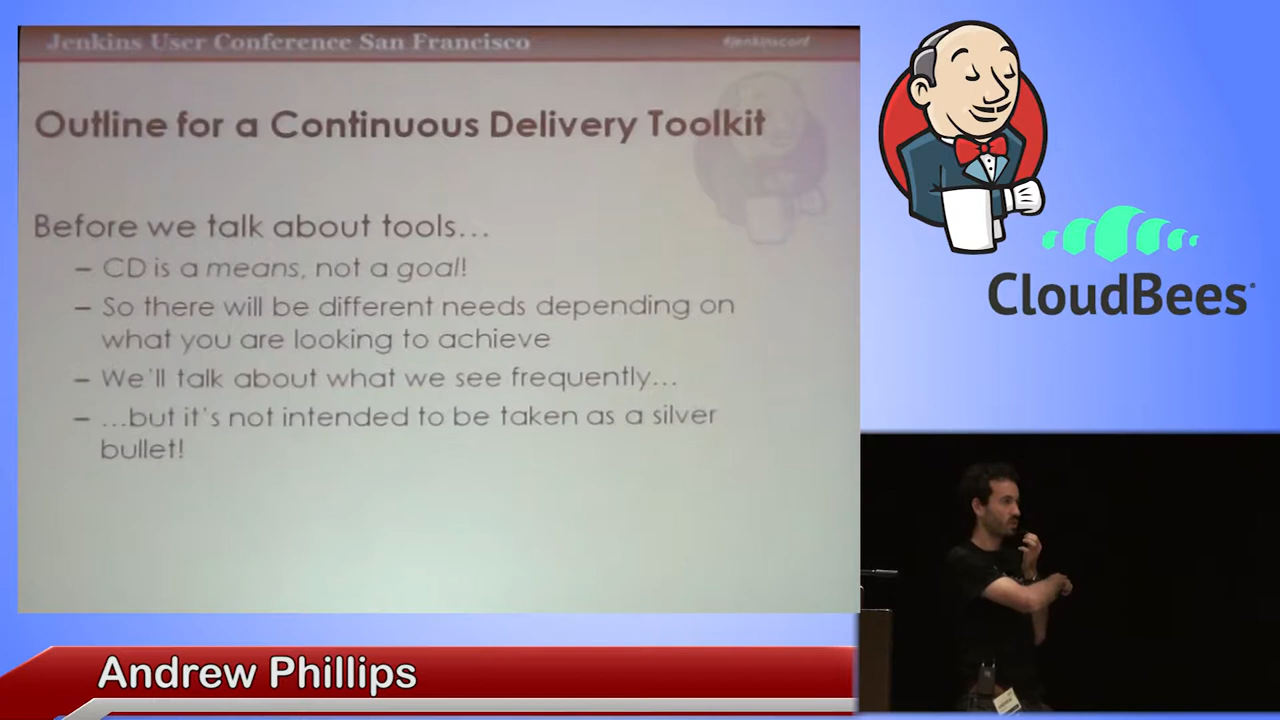 Jenkins User Conference San Francisco
#jenkinsconf
Outline for a Continuous Delivery Toolkit
Before we talk about tools…
– CD is a means, not a goal!
– So there will be different needs depending on
what you are looking to achieve
– We'll talk about what we see frequently…
– …but it's not intended to be taken as a silver
bullet!
CloudBees
Andrew Phillips